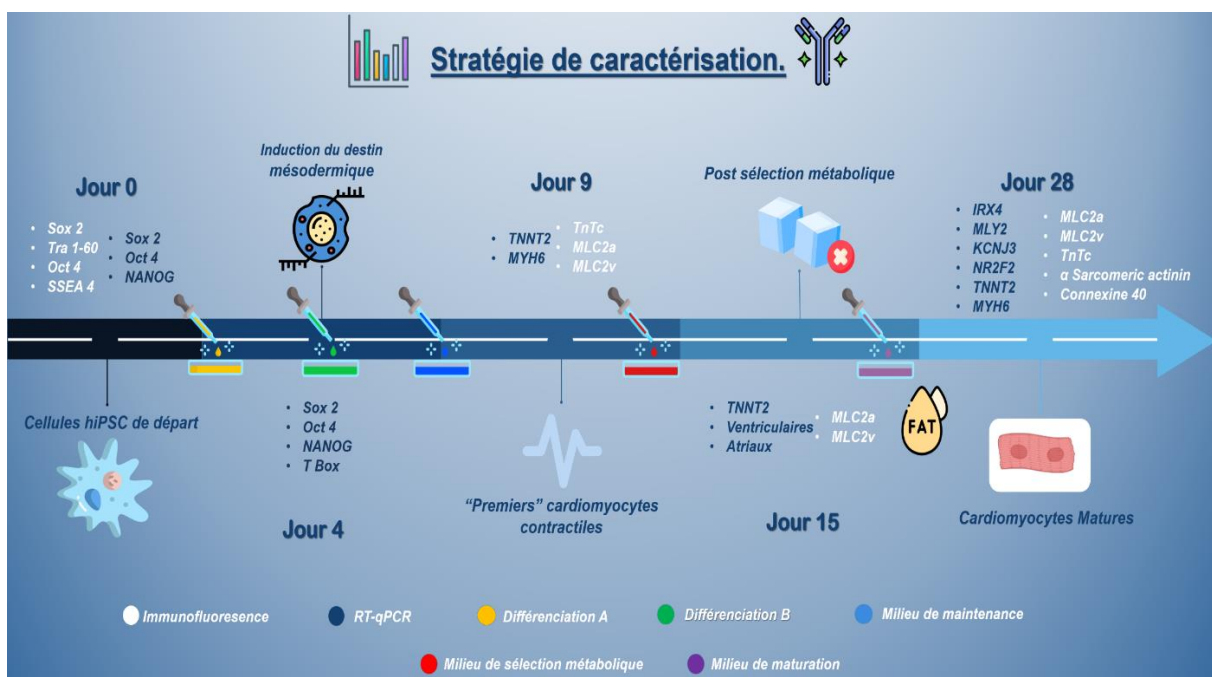 Stratégie de caractérisation.
Jour 0
• Sox 2
• Tra 1-60
• Oct 4
• SSEA 4
• Sox 2
• Oct 4
• NANOG
Induction du destin
mésodermique
Jour 9
• TNNT2
• MYH6
• TnTc
• MLC2a
• MLC2v
Post sélection métabolique
Jour 28
• IRX4
• MLY2
• KCNJ3
• NR2F2
• TNNT2
• MYH6
• MLC2a
• MLC2v
• TnTc
• α Sarcomeric actinin
• Connexine 40
Cellules hiPSC de départ
• Sox 2
• Oct 4
• NANOG
• T Box
Jour 4
“Premiers” cardiomyocytes
contractiles
• TNNT2
• Ventriculaires
• Atriaux
• MLC2a
• MLC2v
Jour 15
FAT
Cardiomyocytes Matures
Immunofluoresence
RT-qPCR
Différenciation A
Différenciation B
Milieu de maintenance
Milieu de sélection métabolique
Milieu de maturation